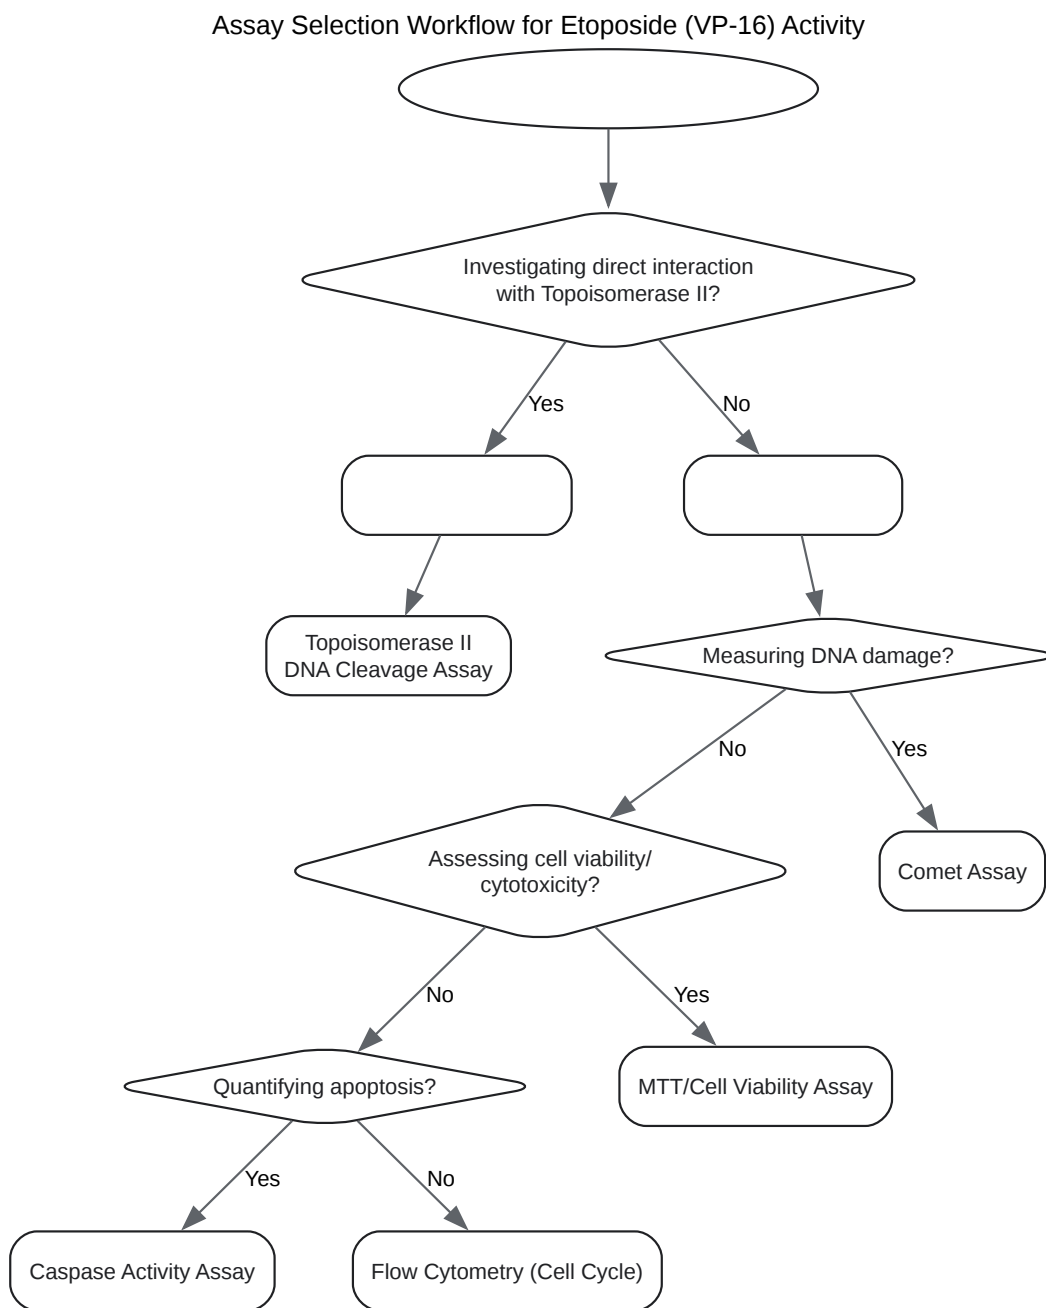 Assay Selection Workflow for Etoposide (VP-16) Activity
Investigating direct interaction
with Topoisomerase II?
Yes
No
Topoisomerase II
DNA Cleavage Assay
Measuring DNA damage?
No
Yes
Assessing cell viability/
cytotoxicity?
Comet Assay
No
Yes
Quantifying apoptosis?
MTT/Cell Viability Assay
Yes
No
Caspase Activity Assay
Flow Cytometry (Cell Cycle)